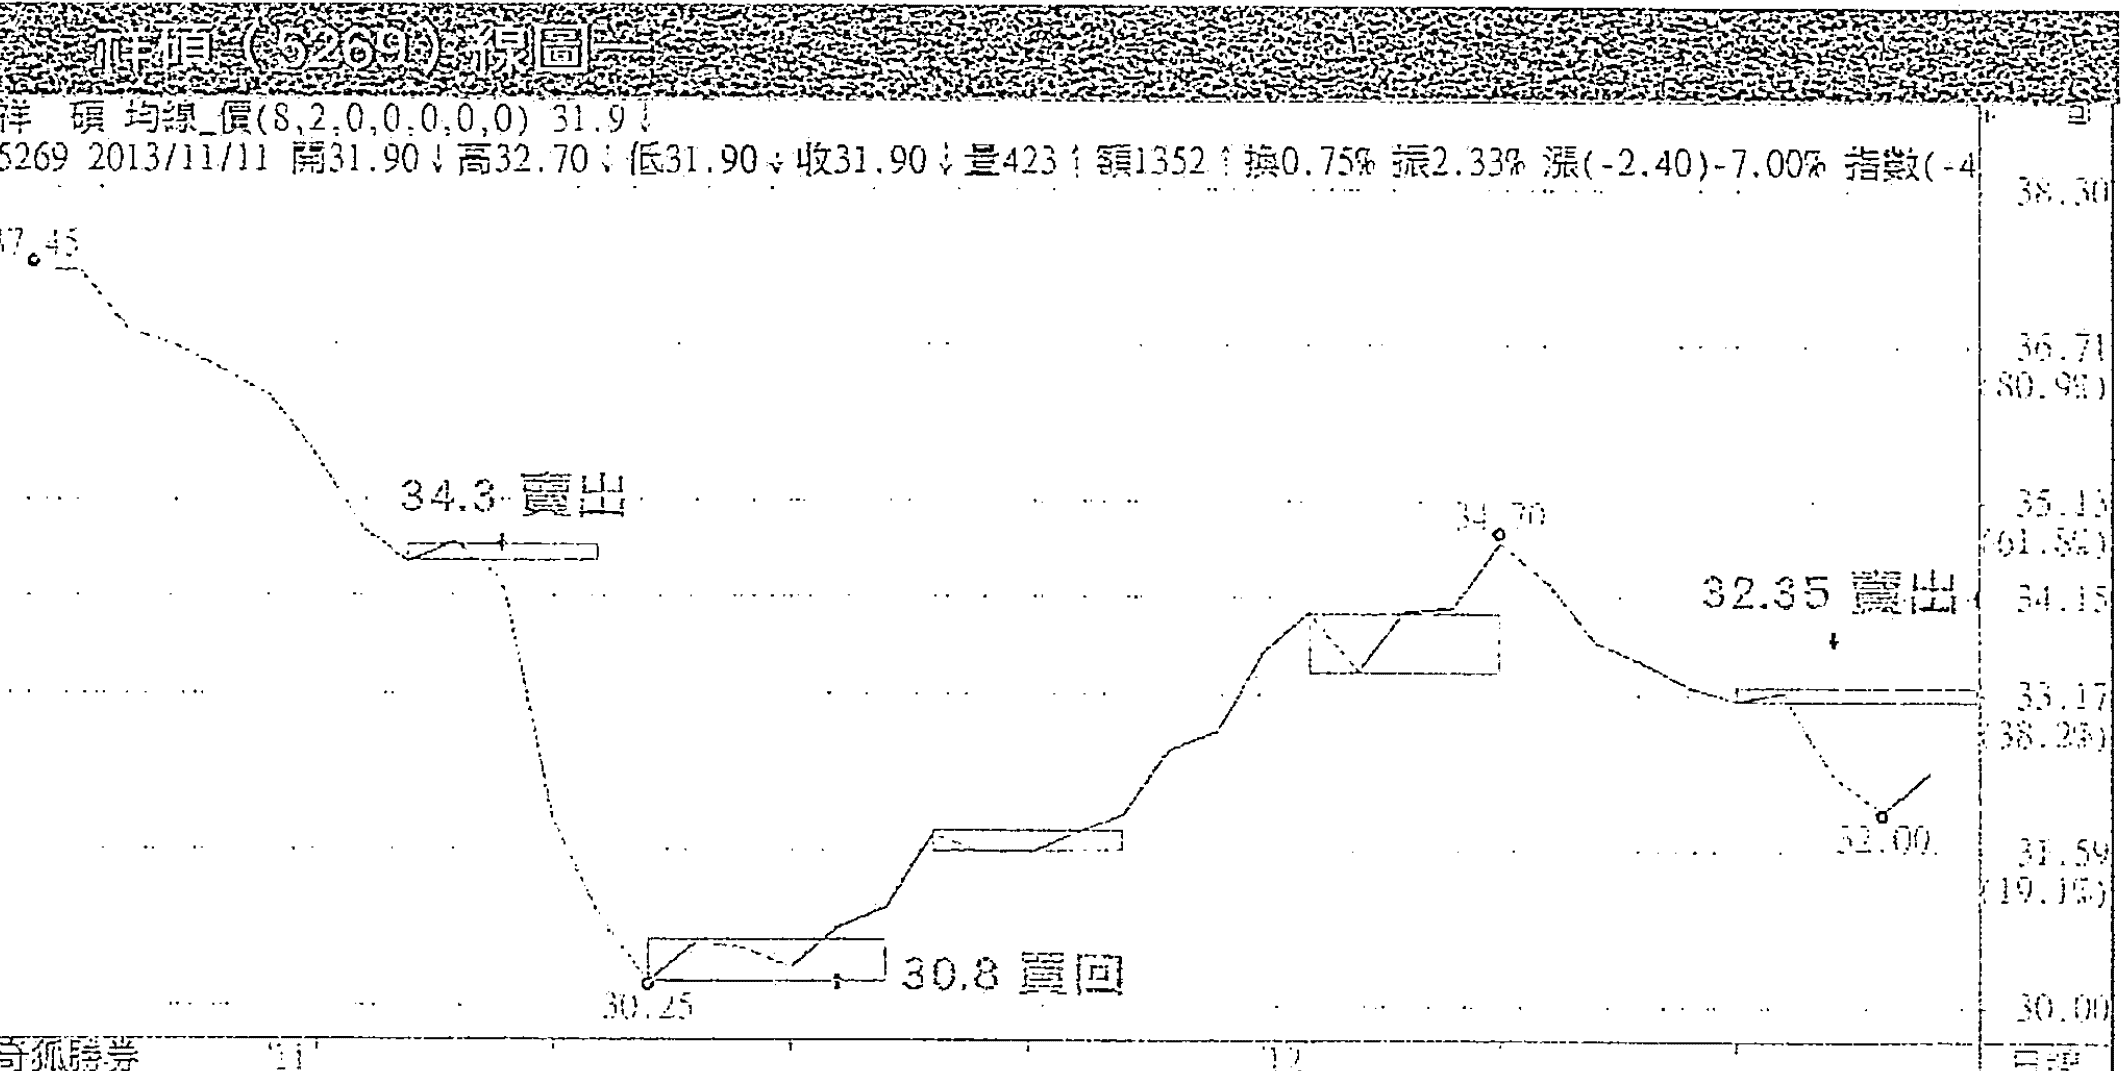 祥碩（5269）線圖一
祥 碩 均線_價(8,2,0,0,0,0,0) 31.9↓
5269 2013/11/11 開31.90↓高32.70↓低31.90↓收31.90↓量423↑額1352↑換0.75% 振2.33% 漲(-2.40)-7.00% 指數(-4
38.30
37.45
36.71
(80.9%)
34.3 賣出
35.13
(61.8%)
34.70
32.35 賣出
34.15
33.17
(38.2%)
32.00
31.59
(19.1%)
30.8 買回
30.25
30.00
奇狐勝券
'11
'12
日線